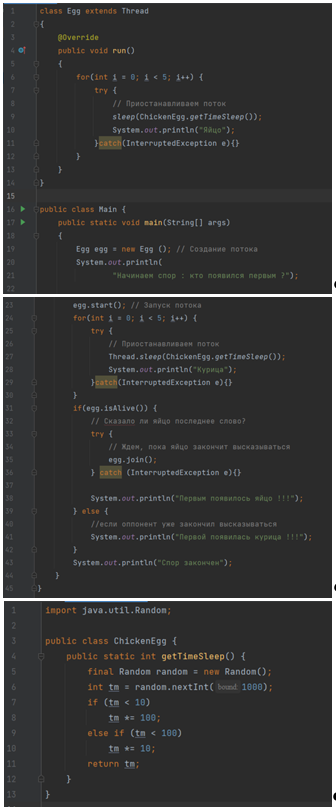 class Egg extends Thread
{
@Override
public void run()
{
for(int i = 0; i < 5; i++) {
try {
// Приостанавливаем поток
sleep(ChickenEgg.getTimeSleep());
System.out.println("Яйцо");
}catch(InterruptedException e){}
}
}
}
public class Main {
public static void main(String[] args)
{
Egg egg = new Egg (); // Создание потока
System.out.println(
"Начинаем спор : кто появился первым ?");
egg.start(); // Запуск потока
for(int i = 0; i < 5; i++) {
try {
// Приостанавливаем поток
Thread.sleep(ChickenEgg.getTimeSleep());
System.out.println("Курица");
}catch(InterruptedException e){}
}
if(egg.isAlive()) {
// Сказало ли яйцо последнее слово?
try {
// Ждем, пока яйцо закончит высказываться
egg.join();
} catch (InterruptedException e){}
System.out.println("Первым появилось яйцо !!!");
} else {
//если оппонент уже закончил высказываться
System.out.println("Первой появилась курица !!!");
}
System.out.println("Спор закончен");
}
}
import java.util.Random;
public class ChickenEgg {
public static int getTimeSleep() {
final Random random = new Random();
int tm = random.nextInt( bound: 1000);
if (tm < 10)
tm *= 100;
else if (tm < 100)
tm *= 10;
return tm;
}
}